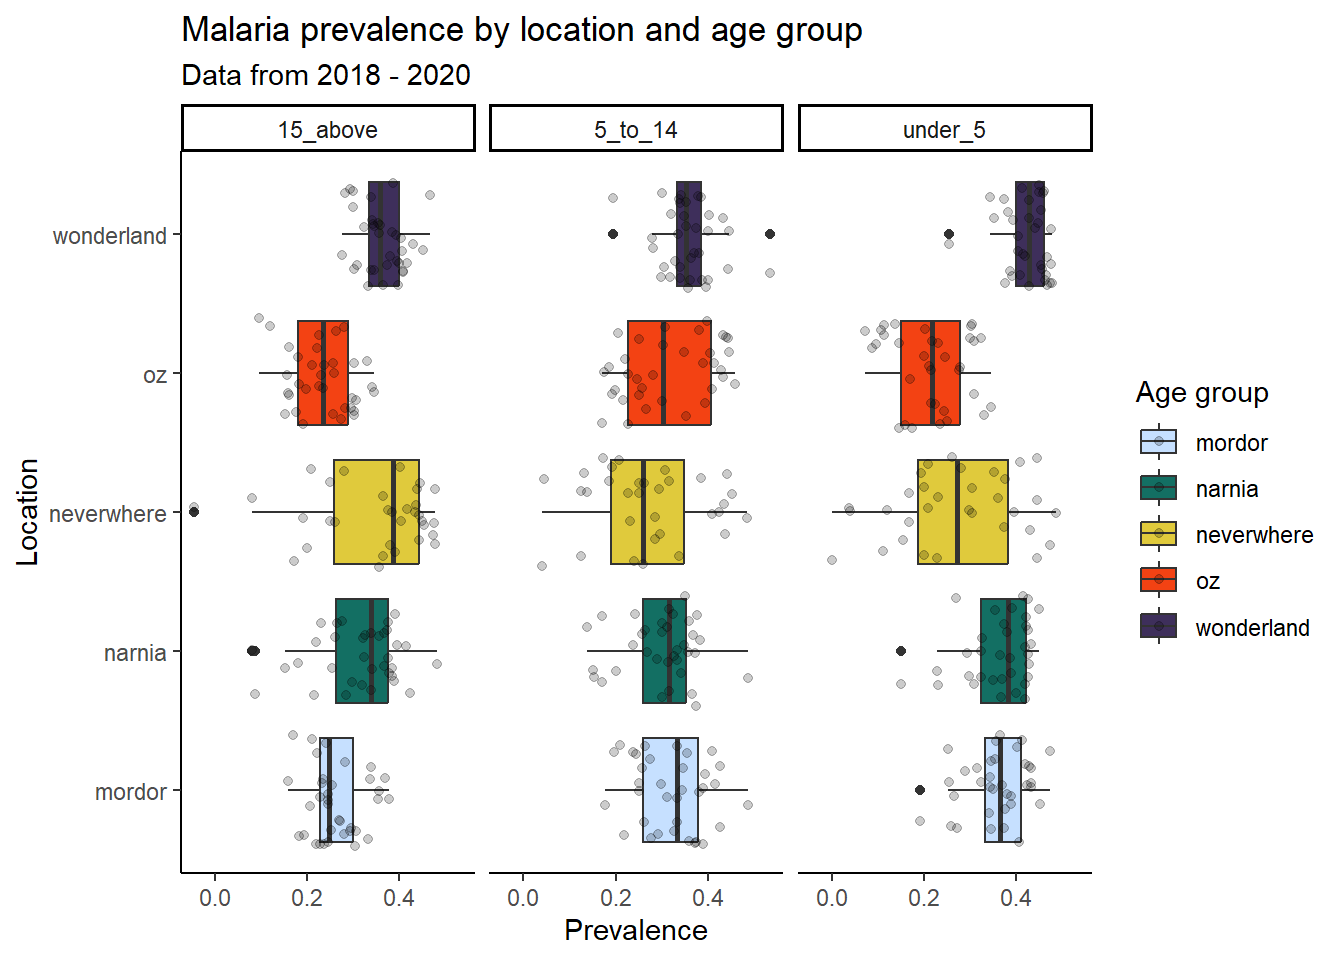 Malaria prevalence by location and age group
Data from 2018 - 2020
15_above
5_to_14
under_5
Location
wonderland
oz
neverwhere
narnia
mordor
0.0 0.2 0.4
0.0 0.2 0.4
0.0 0.2 0.4
Prevalence
Age group
mordor
narnia
neverwhere
oz
wonderland